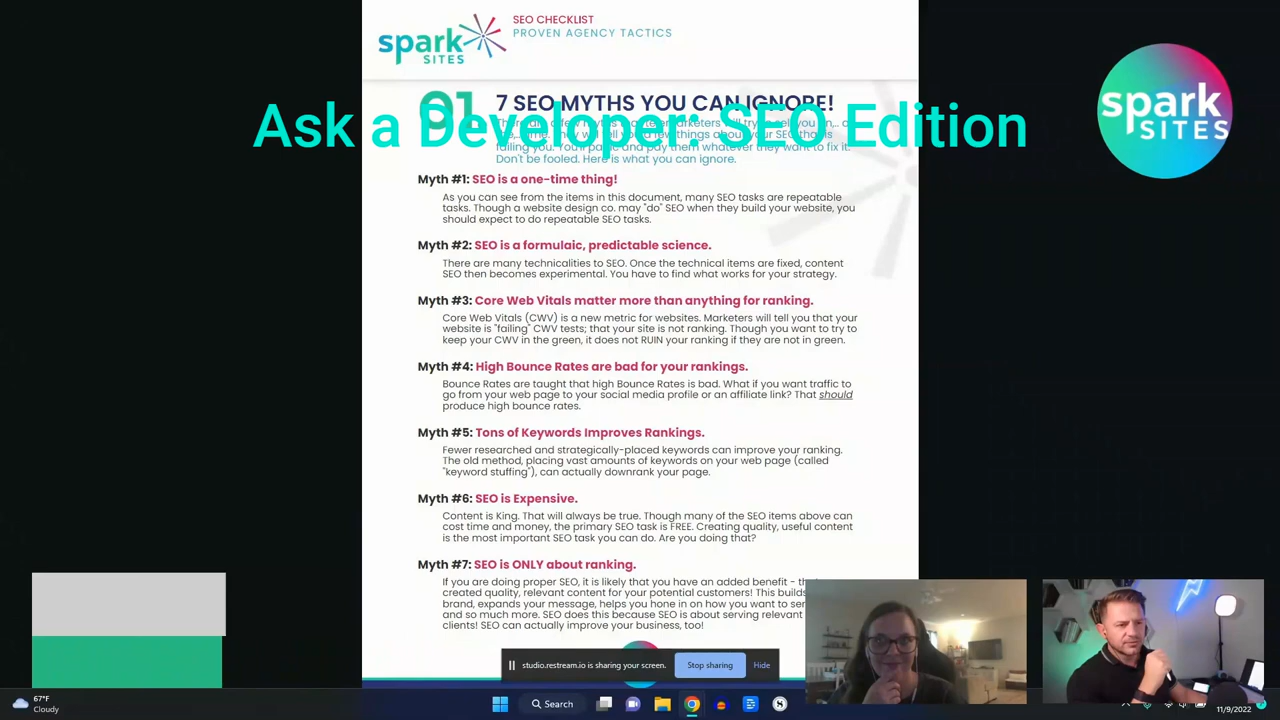 spark
SITES
SEO CHECKLIST
PROVEN AGENCY TACTICS
spark
SITES
Ask a Developer: SEO Edition
01
7 SEO MYTHS YOU CAN IGNORE!
Don't be fooled. Here is what you can ignore.
Myth #1: SEO is a one-time thing!
As you can see from the items in this document, many SEO tasks are repeatable
tasks. Though a website design co. may "do" SEO when they build your website, you
should expect to do repeatable SEO tasks.
Myth #2: SEO is a formulaic, predictable science.
There are many technicalities to SEO. Once the technical items are fixed, content
SEO then becomes experimental. You have to find what works for your strategy.
Myth #3: Core Web Vitals matter more than anything for ranking.
Core Web Vitals (CWV) is a new metric for websites. Marketers will tell you that your
website is "failing" CWV tests; that your site is not ranking. Though you want to try to
keep your CWV in the green, it does not RUIN your ranking if they are not in green.
Myth #4: High Bounce Rates are bad for your rankings.
Bounce Rates are taught that high Bounce Rates is bad. What if you want traffic to
go from your web page to your social media profile or an affiliate link? That should
produce high bounce rates.
Myth #5: Tons of Keywords Improves Rankings.
Fewer researched and strategically-placed keywords can improve your ranking.
The old method, placing vast amounts of keywords on your web page (called
"keyword stuffing"), can actually downrank your page.
Myth #6: SEO is Expensive.
Content is King. That will always be true. Though many of the SEO items above can
cost time and money, the primary SEO task is FREE. Creating quality, useful content
is the most important SEO task you can do. Are you doing that?
Myth #7: SEO is ONLY about ranking.
If you are doing proper SEO, it is likely that you have an added benefit -
created quality, relevant content for your potential customers! This builds
brand, expands your message, helps you hone in on how you want to
and so much more. SEO does this because SEO is about serving relevant
clients! SEO can actually improve your business, too!
studio.restream.io is sharing your screen.
Stop sharing
Hide
67°F
Cloudy
Search
11/9/2022